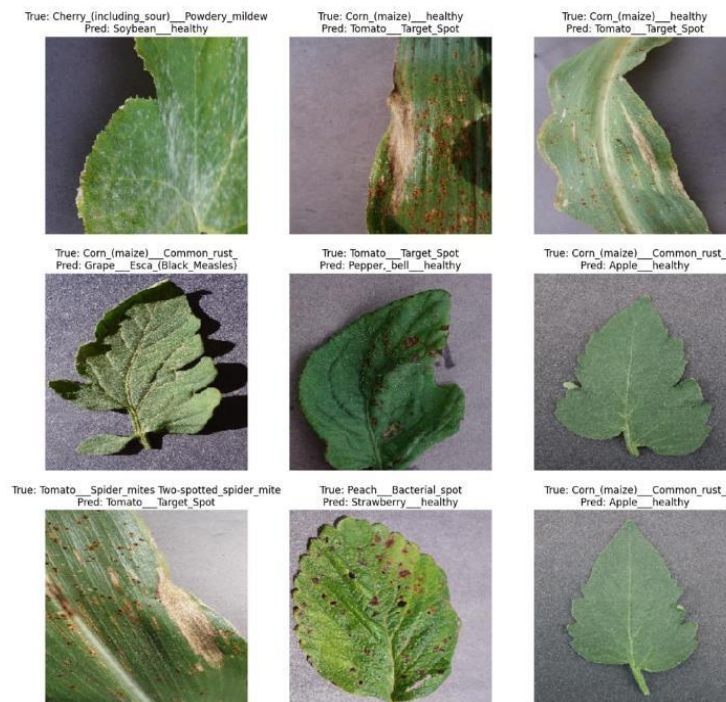 True: Cherry_(including_sour)___Powdery_mildew
Pred: Soybean___healthy
True: Corn_(maize)___healthy
Pred: Tomato___Target_Spot
True: Corn_(maize)___healthy
Pred: Tomato___Target_Spot
True: Corn_(maize)___Common_rust_
Pred: Grape___Esca_(Black_Measles)
True: Tomato___Target_Spot
Pred: Pepper,_bell___healthy
True: Corn_(maize)___Common_rust_
Pred: Apple___healthy
True: Tomato___Spider_mites Two-spotted_spider_mite
Pred: Tomato___Target_Spot
True: Peach___Bacterial_spot
Pred: Strawberry___healthy
True: Corn_(maize)___Common_rust_
Pred: Apple___healthy